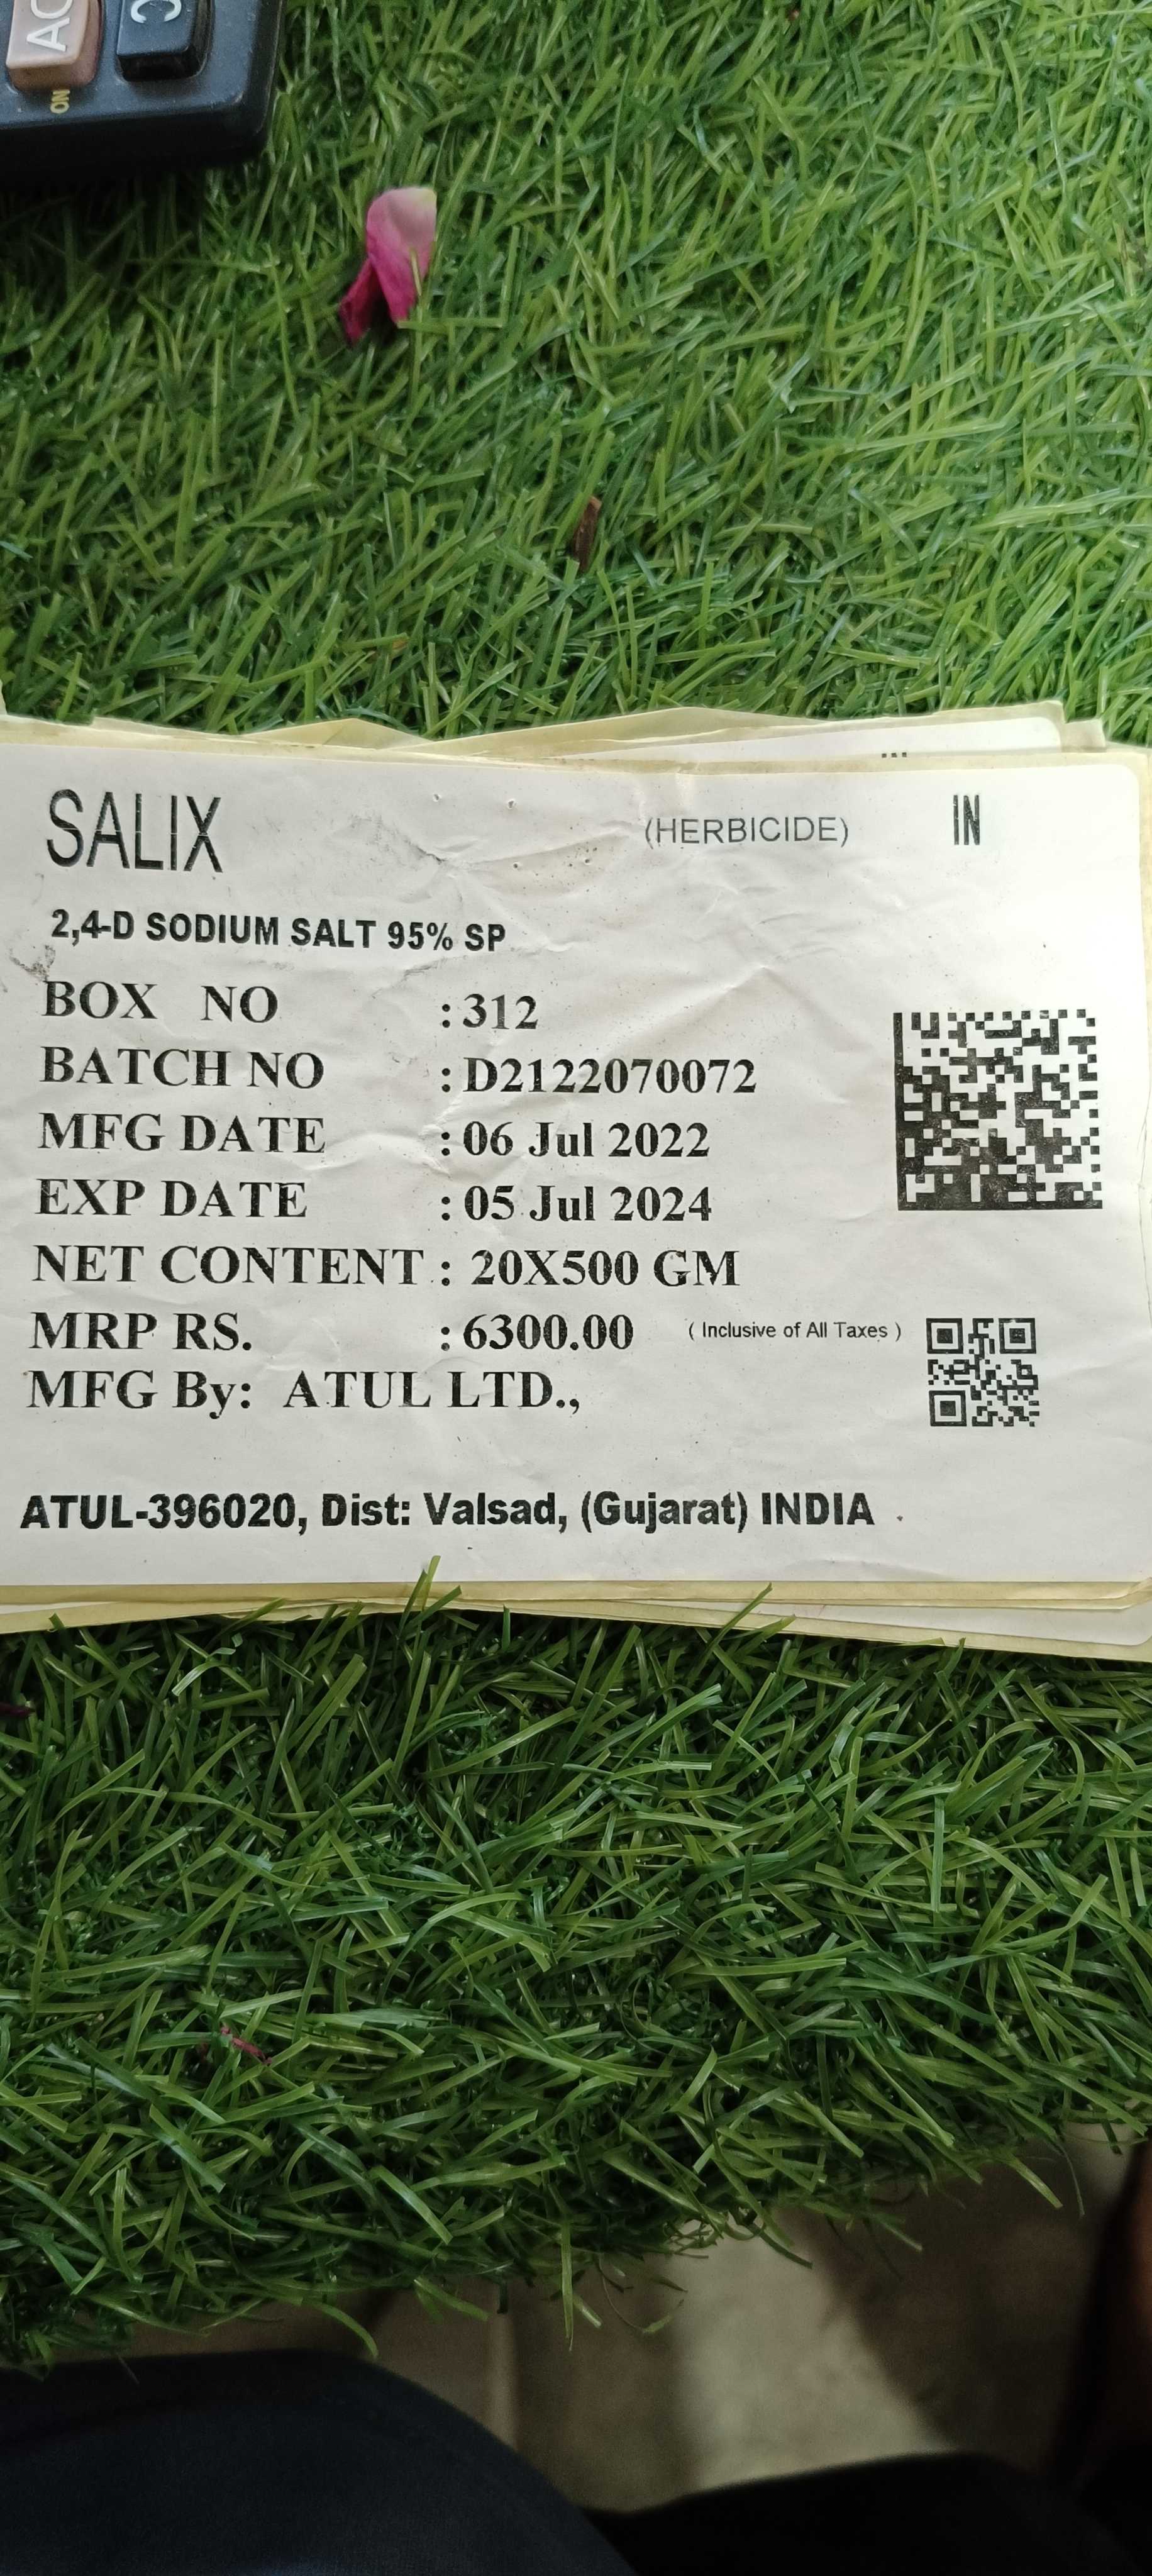 AC
C
ON
SALIX (HERBICIDE) IN
2,4-D SODIUM SALT 95% SP
BOX NO : 312
BATCH NO : D2122070072
MFG DATE : 06 Jul 2022
EXP DATE : 05 Jul 2024
NET CONTENT : 20X500 GM
MRP RS. : 6300.00 ( Inclusive of All Taxes )
MFG By: ATUL LTD.,
ATUL-396020, Dist: Valsad, (Gujarat) INDIA .